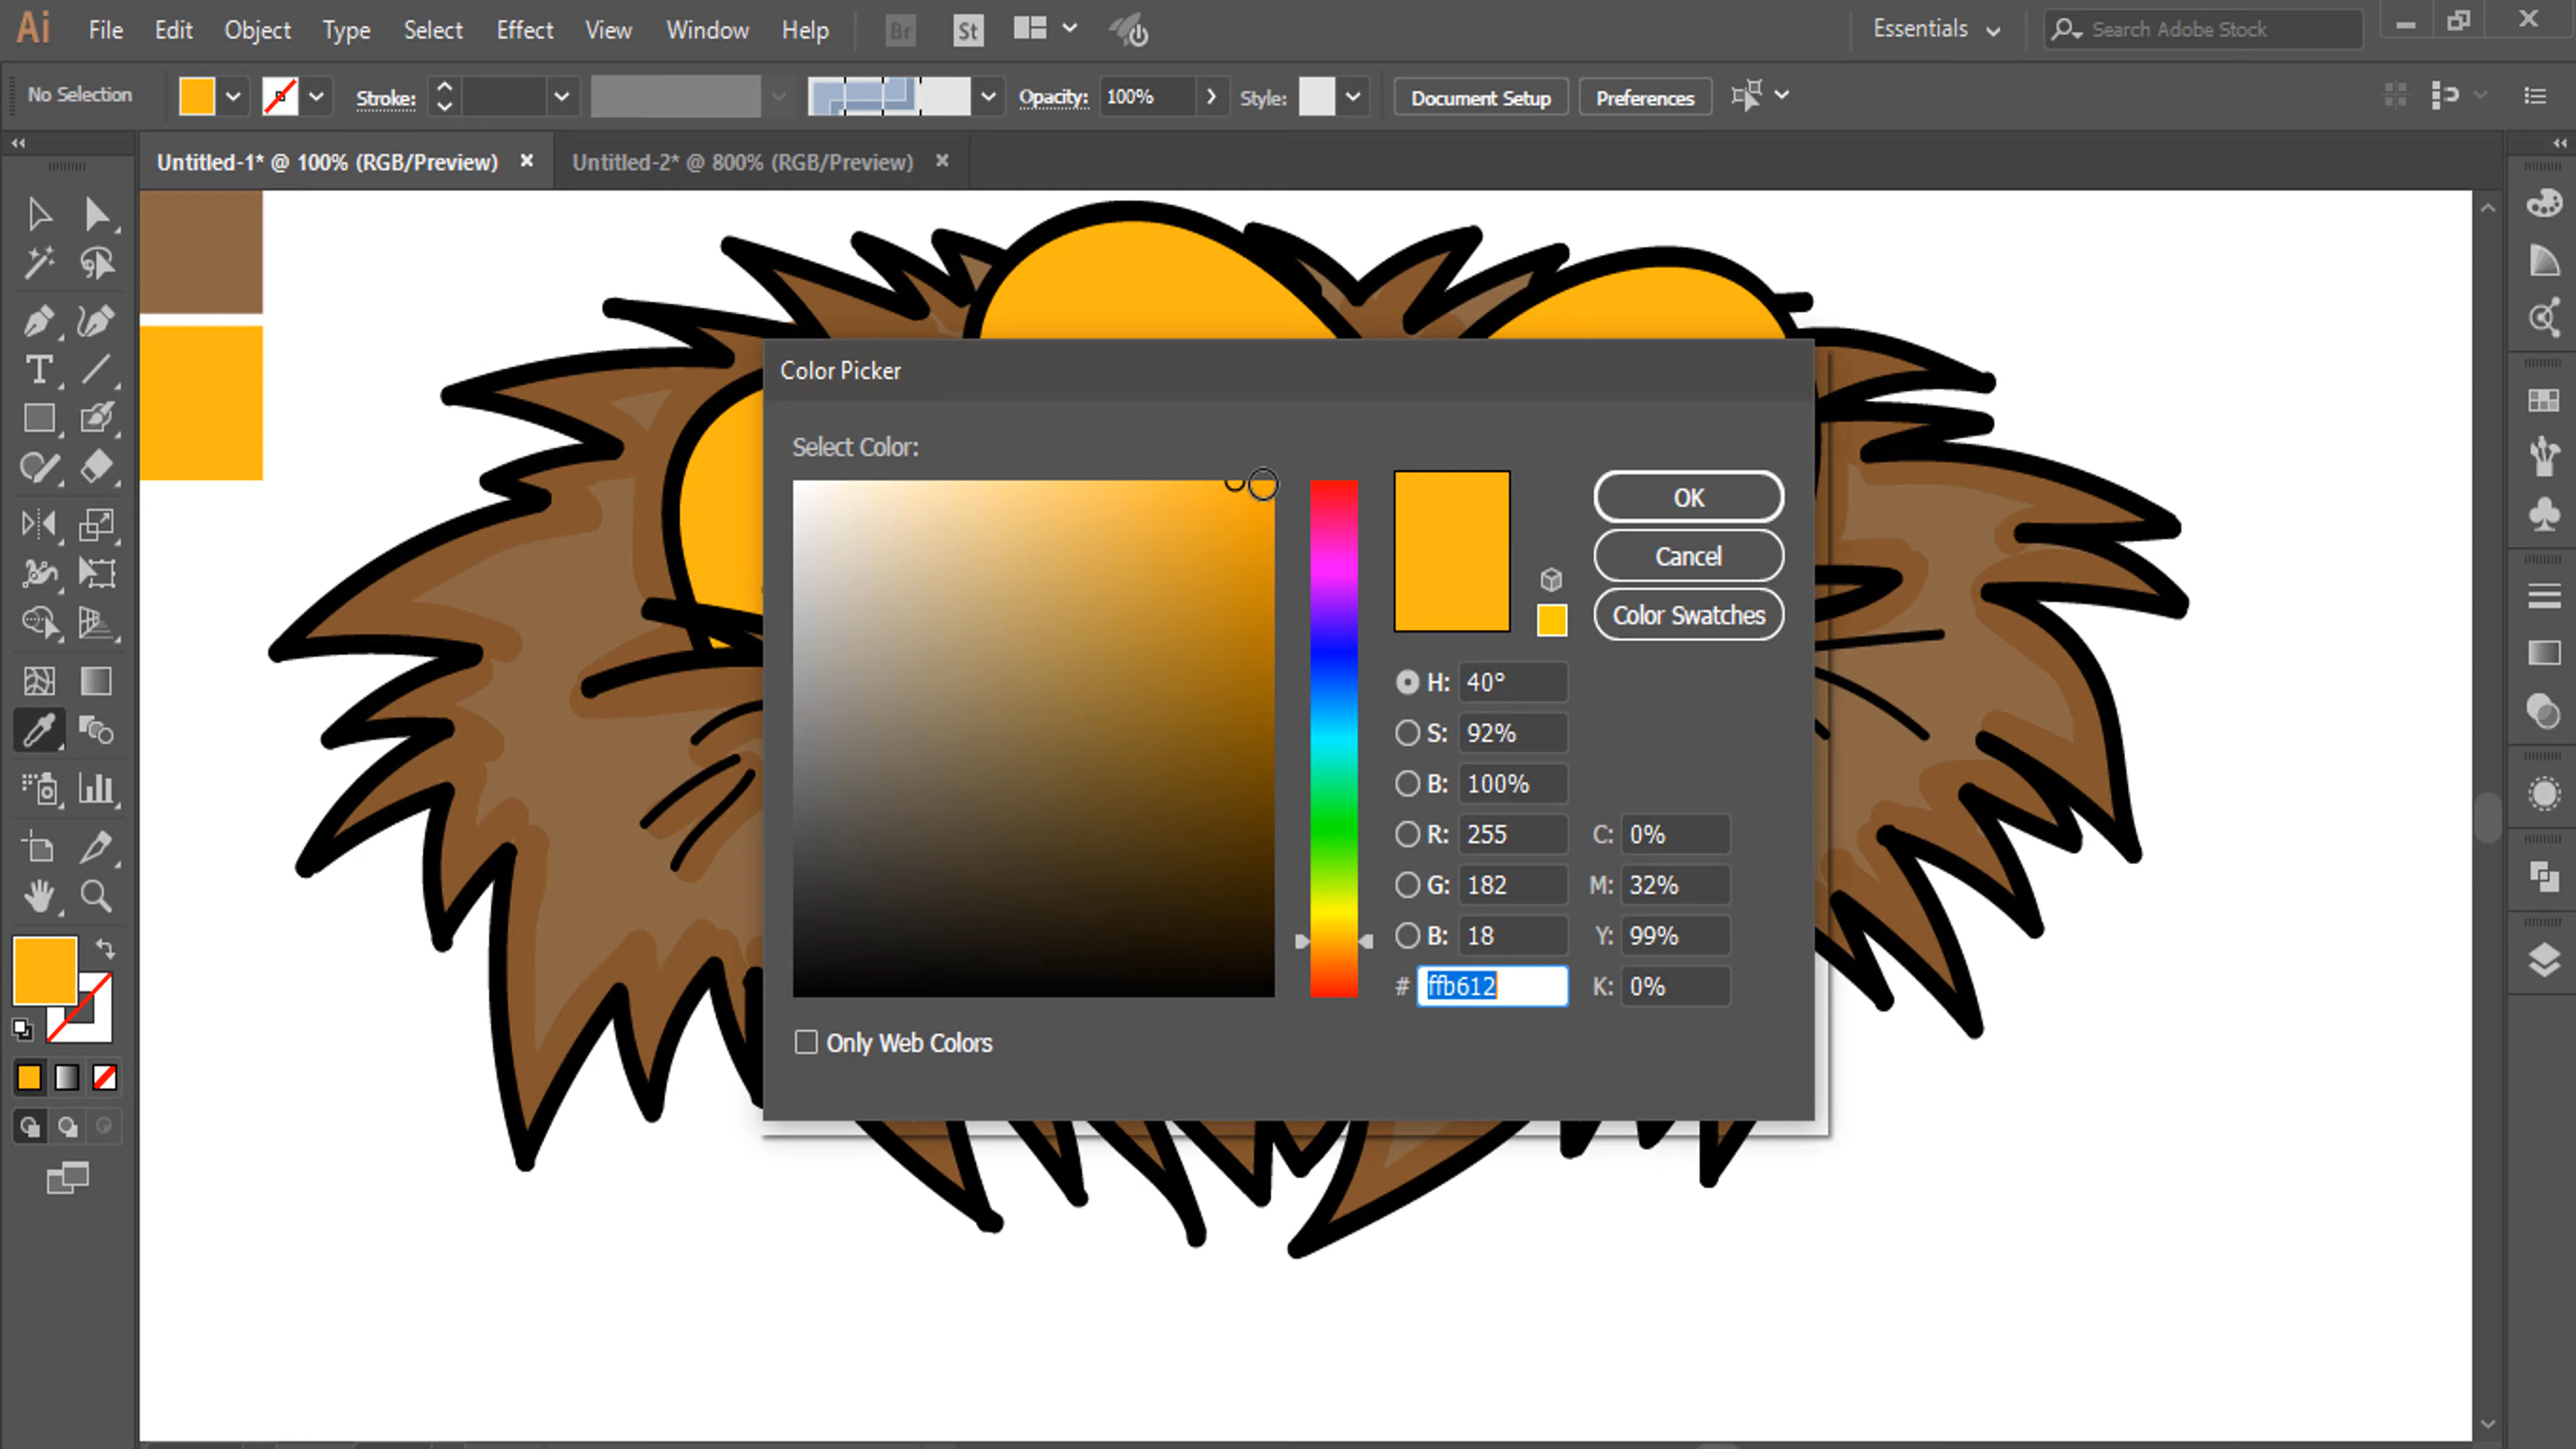 Ai File Edit Object Type Select Effect View Window Help Br St Essentials Search Adobe Stock
No Selection Stroke: Opacity: 100% Style: Document Setup Preferences
Untitled-1* @ 100% (RGB/Preview) × Untitled-2* @ 800% (RGB/Preview) ×
Color Picker
Select Color:
OK
Cancel
Color Swatches
H: 40°
S: 92%
B: 100%
R: 255 C: 0%
G: 182 M: 32%
B: 18 Y: 99%
# ffb612 K: 0%
Only Web Colors